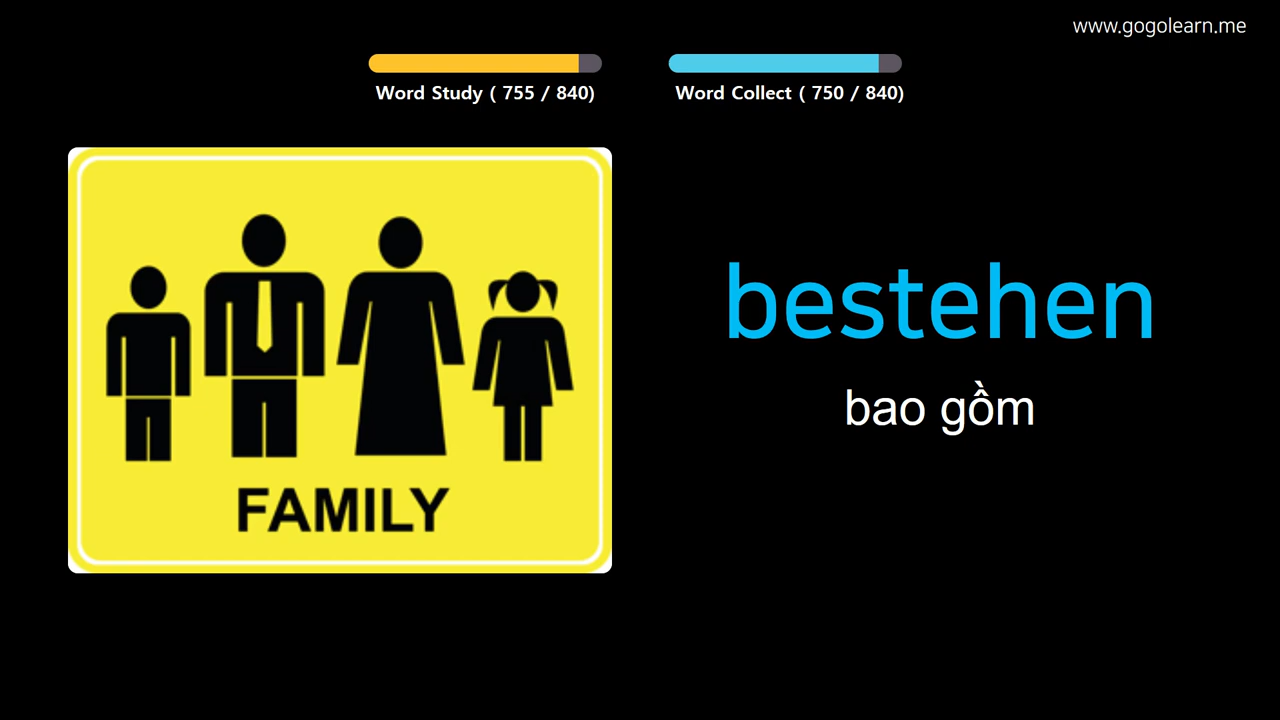 www.gogolearn.me
Word Study ( 755 / 840)
Word Collect ( 750 / 840)
bestehen
bao gồm
FAMILY